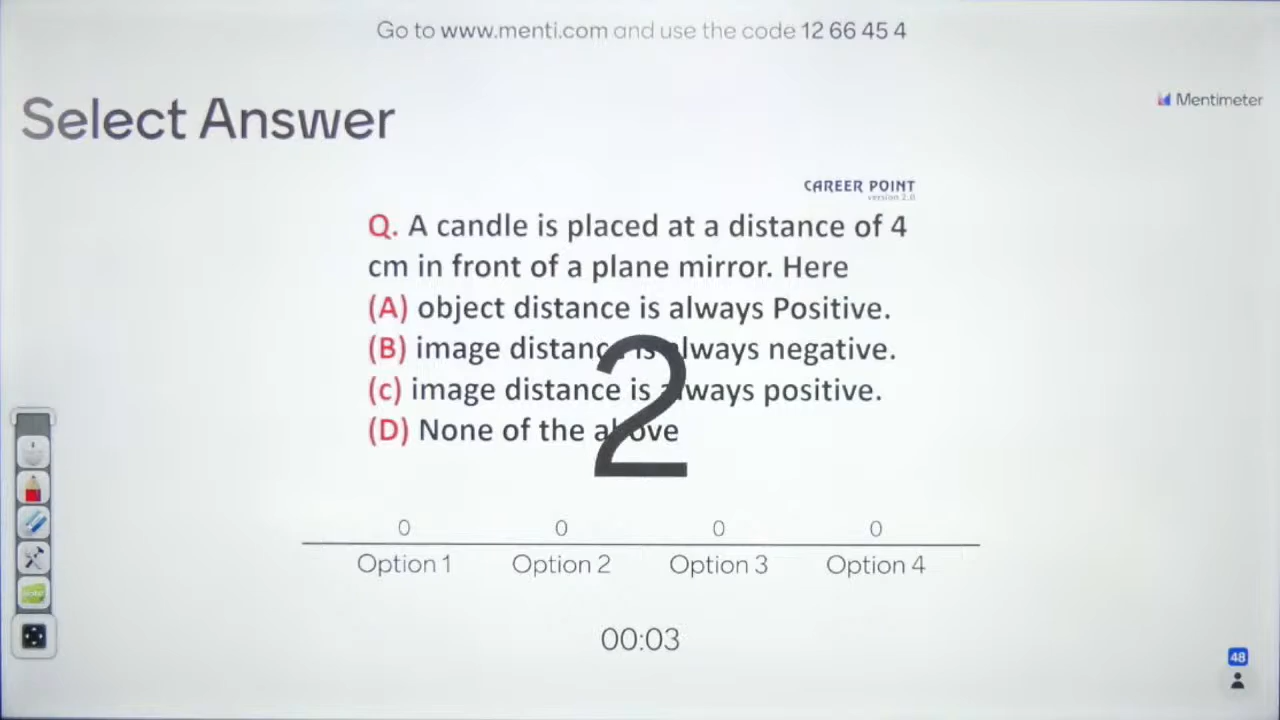 Go to www.menti.com and use the code 12 66 45 4
Select Answer
Mentimeter
CAREER POINT
version 2.0
Q. A candle is placed at a distance of 4
cm in front of a plane mirror. Here
(A) object distance is always Positive.
(B) image distance is always negative.
(c) image distance is always positive.
(D) None of the above
2
0 0 0 0
Option 1 Option 2 Option 3 Option 4
00:03
48